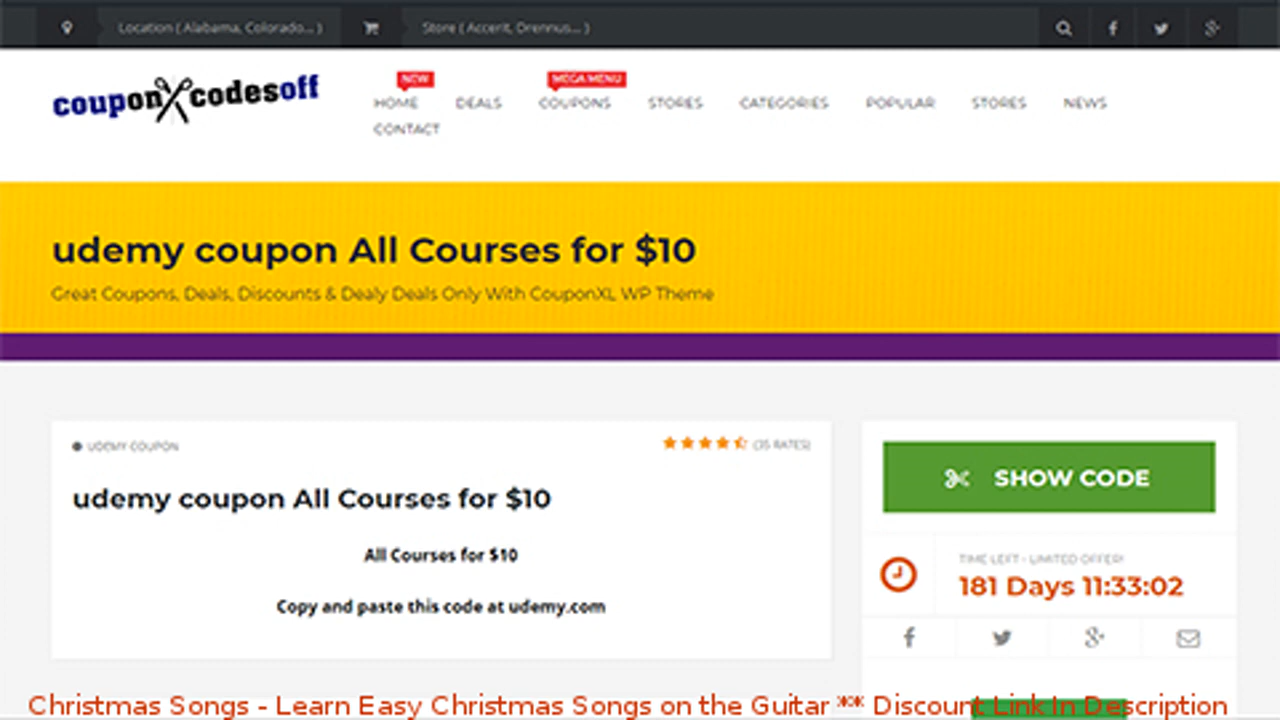 Location ( Alabama, Colorado... )
Store ( Accent, Drennus... )
couponcodesoff
NEW
MEGA MENU
HOME DEALS COUPONS STORES CATEGORIES POPULAR STORES NEWS
CONTACT
udemy coupon All Courses for $10
Great Coupons, Deals, Discounts & Dealy Deals Only With CouponXL WP Theme
UDEMY COUPON
(35 RATES)
udemy coupon All Courses for $10
All Courses for $10
Copy and paste this code at udemy.com
SHOW CODE
TIME LEFT - LIMITED OFFER!
181 Days 11:33:02
Christmas Songs - Learn Easy Christmas Songs on the Guitar ** Discount Link In Description